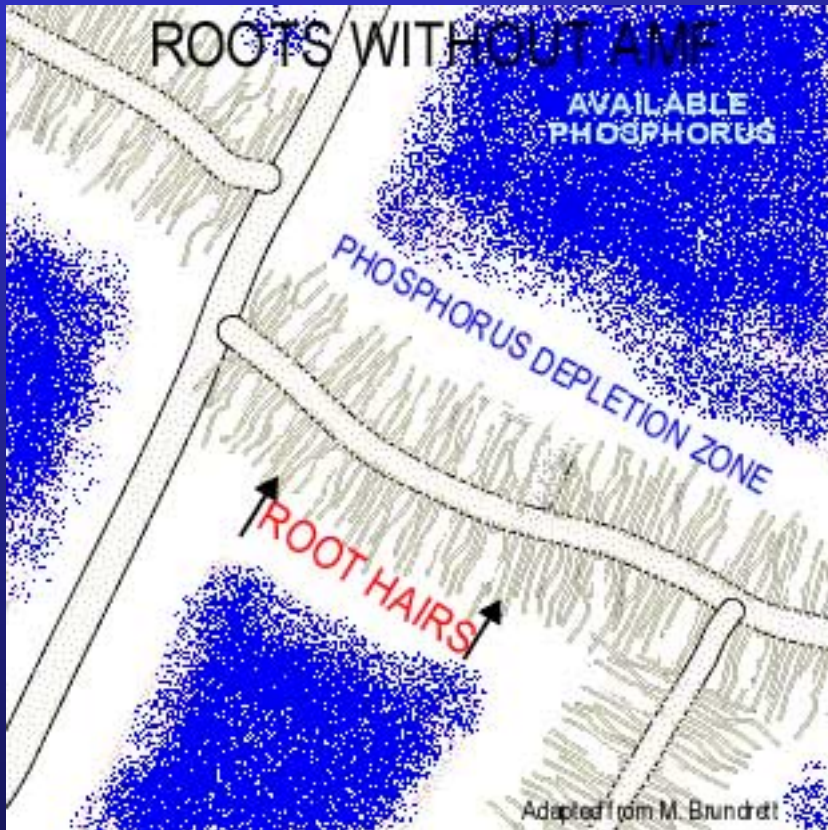 ROOTS WITHOUT AMF
AVAILABLE
PHOSPHORUS
PHOSPHORUS DEPLETION ZONE
ROOT HAIRS
Adapted from M. Brundrett